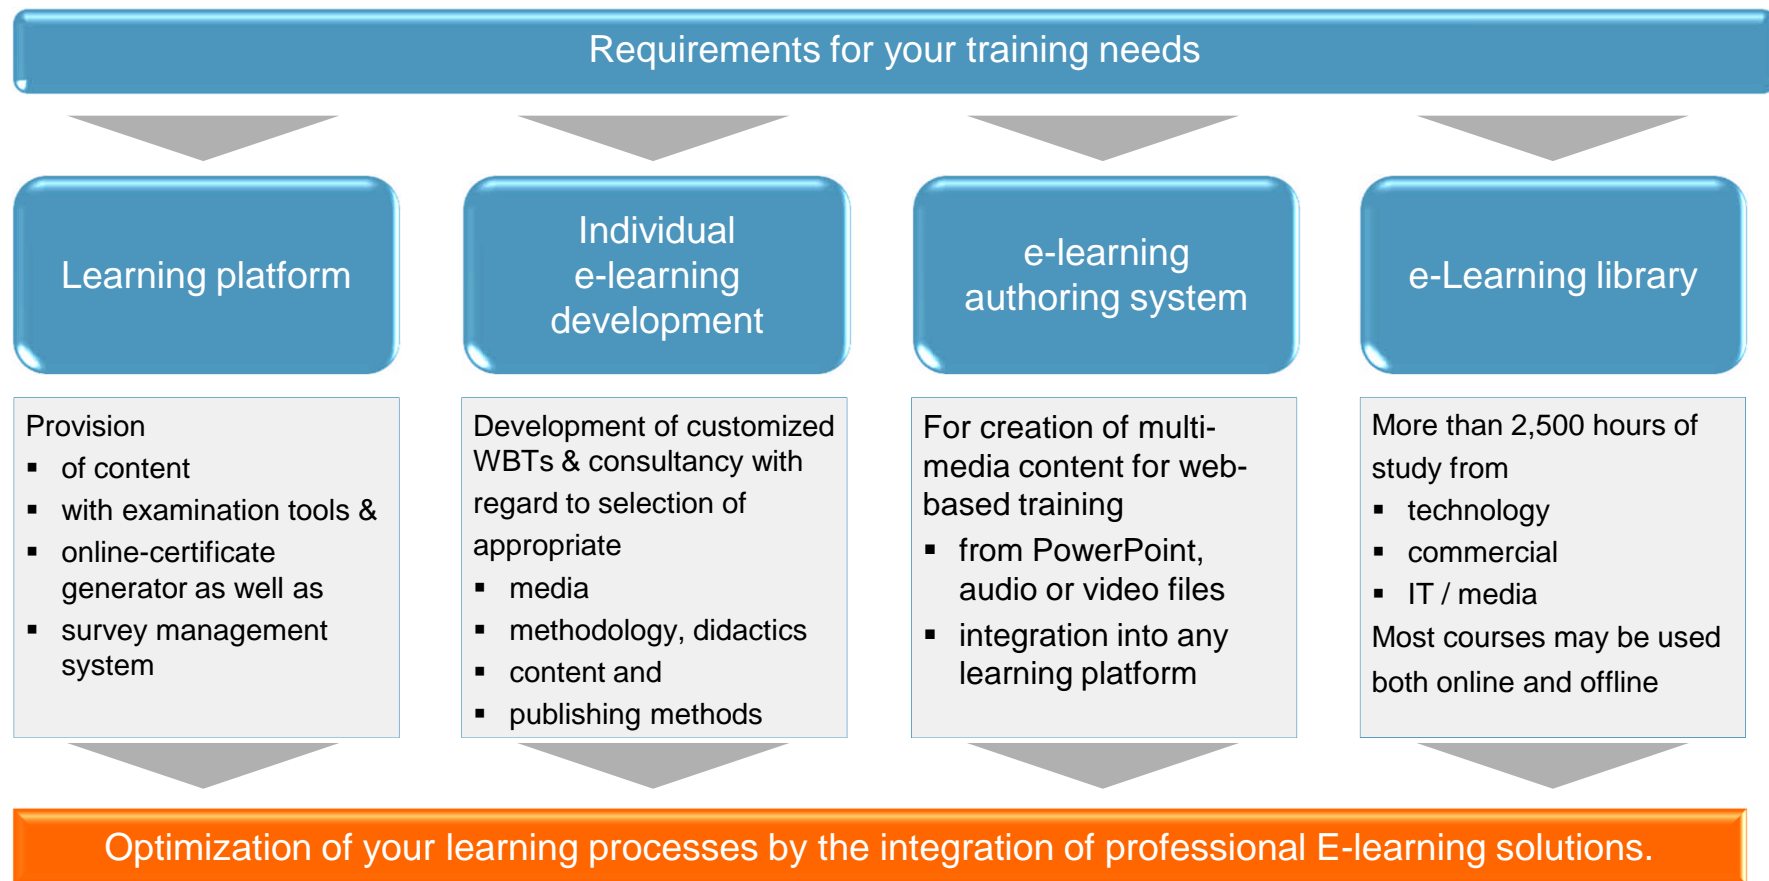 Requirements for your training needs
Learning platform
Individual
e-learning
development
e-learning
authoring system
e-Learning library
Provision
▪ of content
▪ with examination tools &
▪ online-certificate
generator as well as
▪ survey management
system
Development of customized
WBTs & consultancy with
regard to selection of
appropriate
▪ media
▪ methodology, didactics
▪ content and
▪ publishing methods
For creation of multi-
media content for web-
based training
▪ from PowerPoint,
audio or video files
▪ integration into any
learning platform
More than 2,500 hours of
study from
▪ technology
▪ commercial
▪ IT / media
Most courses may be used
both online and offline
Optimization of your learning processes by the integration of professional E-learning solutions.